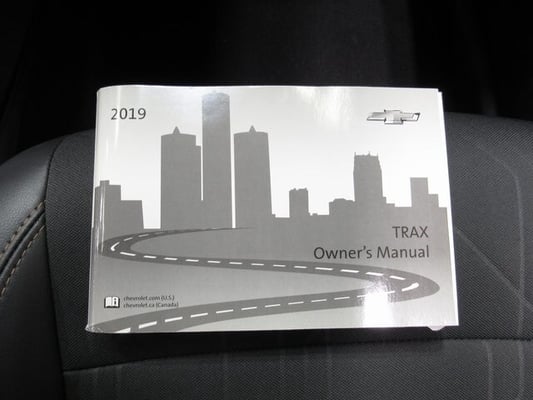 2019
TRAX
Owner's Manual
chevrolet.com (U.S.)
chevrolet.ca (Canada)